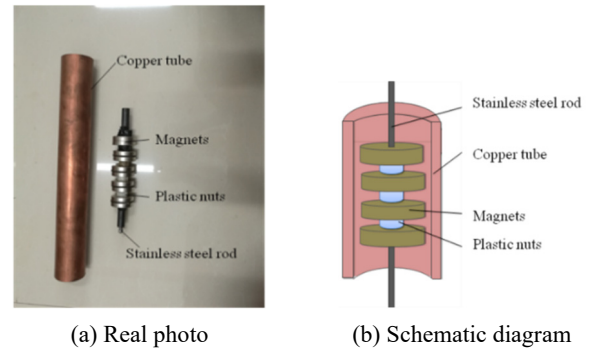 Copper tube
Magnets
Plastic nuts
Stainless steel rod
(a) Real photo
Stainless steel rod
Copper tube
Magnets
Plastic nuts
(b) Schematic diagram